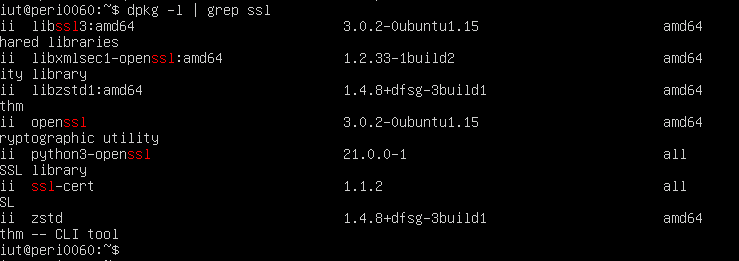 iut@peri0060:~$ dpkg -l | grep ssl
ii  libssl3:amd64                          3.0.2-0ubuntu1.15                       amd64
hared libraries
ii  libxmlsec1-openssl:amd64               1.2.33-1build2                          amd64
ity library
ii  libzstd1:amd64                         1.4.8+dfsg-3build1                      amd64
thm
ii  openssl                                3.0.2-0ubuntu1.15                       amd64
ryptographic utility
ii  python3-openssl                        21.0.0-1                                all
SSL library
ii  ssl-cert                               1.1.2                                   all
SL
ii  zstd                                   1.4.8+dfsg-3build1                      amd64
thm -- CLI tool
iut@peri0060:~$